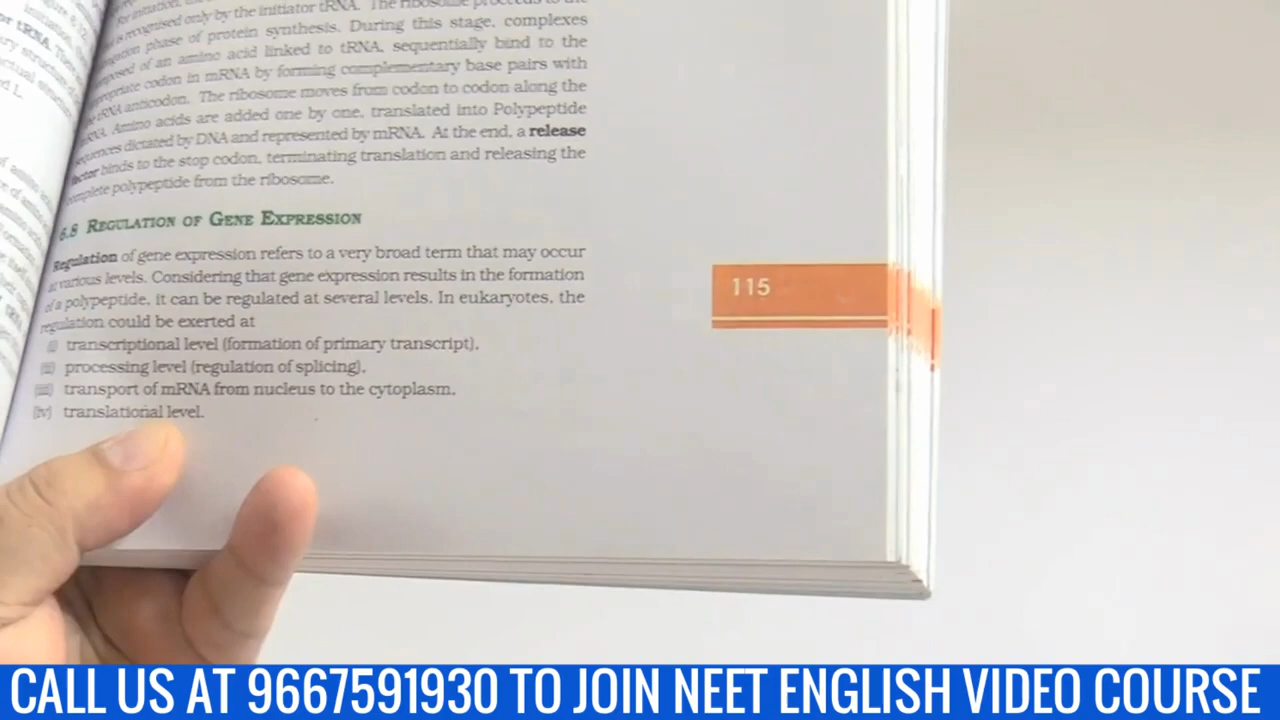 for initiation, the
is recognised only by the initiator tRNA. The ribosome proceeds to the
phase of protein synthesis. During this stage, complexes
of an amino acid linked to tRNA, sequentially bind to the
appropriate codon in mRNA by forming complementary base pairs with
tRNA anticodon. The ribosome moves from codon to codon along the
mRNA. Amino acids are added one by one, translated into Polypeptide
sequences dictated by DNA and represented by mRNA. At the end, a release
factor binds to the stop codon, terminating translation and releasing the
complete polypeptide from the ribosome.
6.8 REGULATION OF GENE EXPRESSION
Regulation of gene expression refers to a very broad term that may occur
at various levels. Considering that gene expression results in the formation
of a polypeptide, it can be regulated at several levels. In eukaryotes, the
regulation could be exerted at
(i) transcriptional level (formation of primary transcript),
(ii) processing level (regulation of splicing),
(iii) transport of mRNA from nucleus to the cytoplasm,
(iv) translational level.
115
CALL US AT 9667591930 TO JOIN NEET ENGLISH VIDEO COURSE